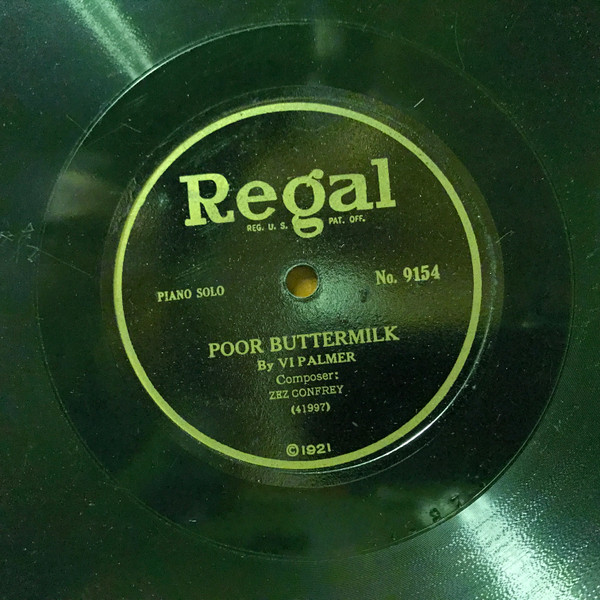 Regal
REG. U. S. PAT. OFF.
PIANO SOLO
No. 9154
POOR BUTTERMILK
By VI PALMER
Composer:
ZEZ CONFREY
(41997)
©1921